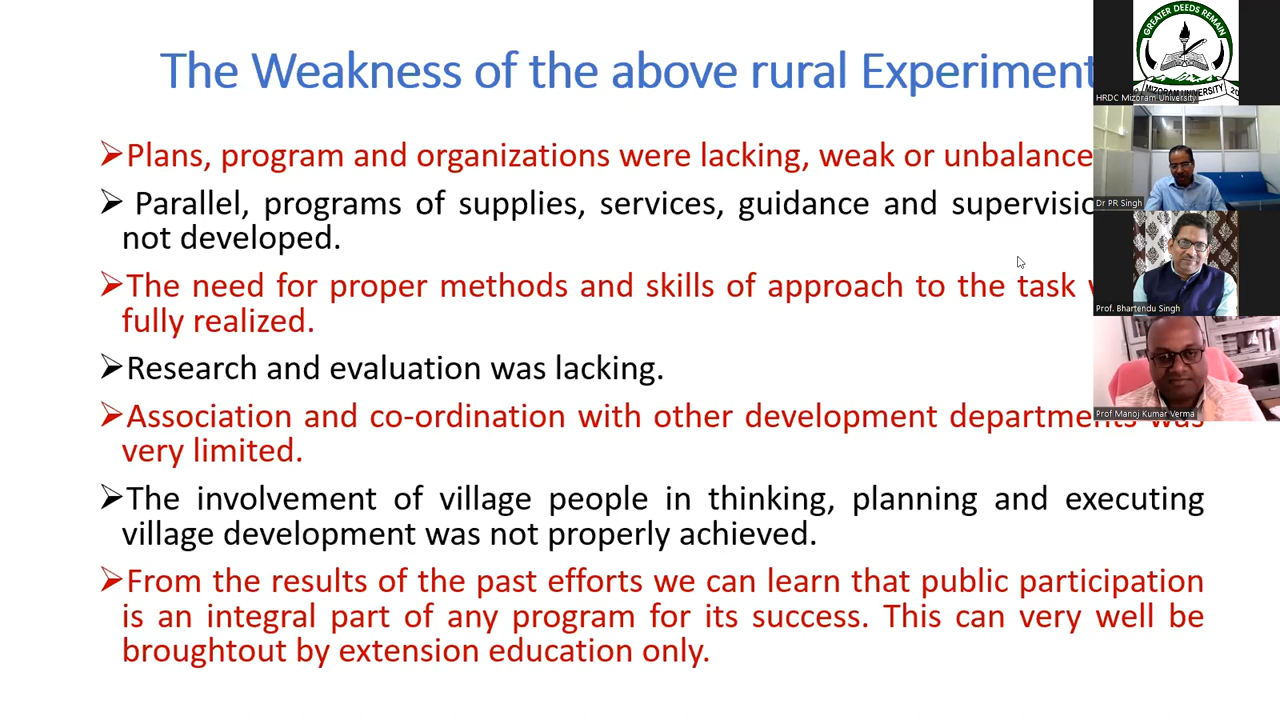 The Weakness of the above rural Experiment
➢Plans, program and organizations were lacking, weak or unbalance
➢ Parallel, programs of supplies, services, guidance and supervisio
not developed.
➢The need for proper methods and skills of approach to the task
fully realized.
➢Research and evaluation was lacking.
➢Association and co-ordination with other development departments was
very limited.
➢The involvement of village people in thinking, planning and executing
village development was not properly achieved.
➢From the results of the past efforts we can learn that public participation
is an integral part of any program for its success. This can very well be
broughtout by extension education only.
GREATER DEEDS REMAIN
MIZORAM UNIVERSITY
HRDC Mizoram University
Dr PR Singh
Prof. Bhartendu Singh
Prof Manoj Kumar Verma